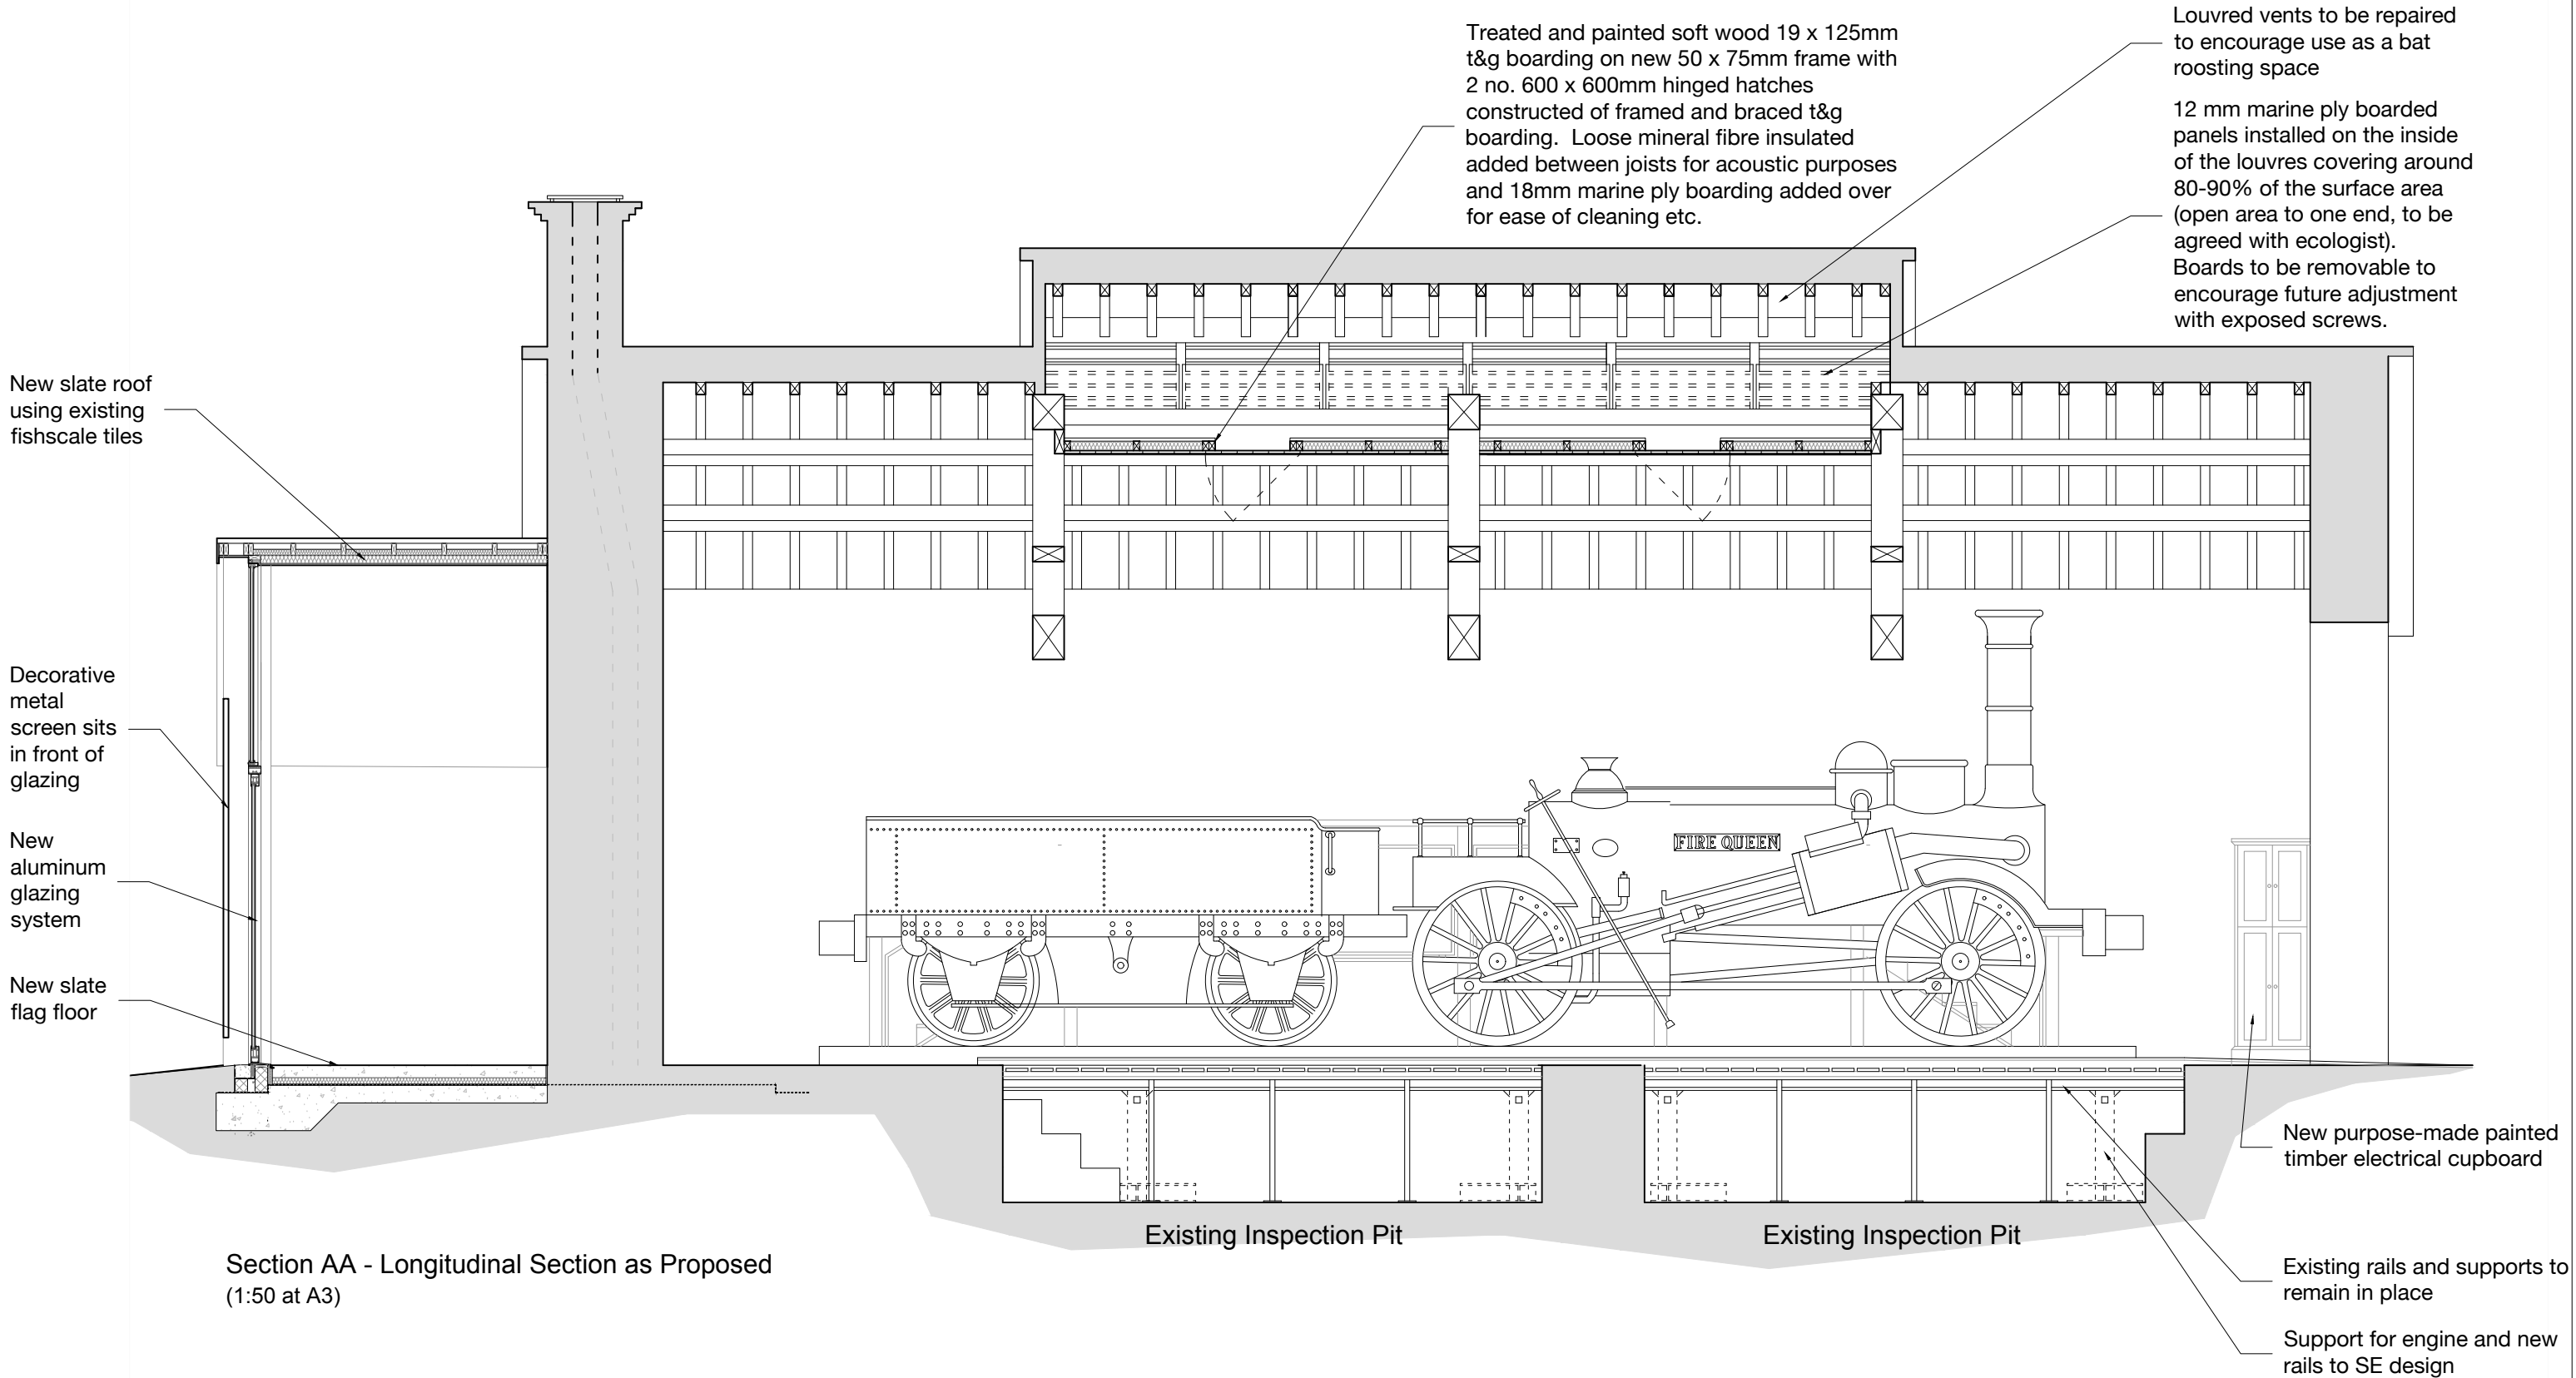 Treated and painted soft wood 19 x 125mm
t&g boarding on new 50 x 75mm frame with
2 no. 600 x 600mm hinged hatches
constructed of framed and braced t&g
boarding.  Loose mineral fibre insulated
added between joists for acoustic purposes
and 18mm marine ply boarding added over
for ease of cleaning etc.
Louvred vents to be repaired
to encourage use as a bat
roosting space
12 mm marine ply boarded
panels installed on the inside
of the louvres covering around
80-90% of the surface area
(open area to one end, to be
agreed with ecologist).
Boards to be removable to
encourage future adjustment
with exposed screws.
New slate roof
using existing
fishscale tiles
Decorative
metal
screen sits
in front of
glazing
New
aluminum
glazing
system
New slate
flag floor
FIRE QUEEN
New purpose-made painted
timber electrical cupboard
Existing Inspection Pit
Existing Inspection Pit
Existing rails and supports to
remain in place
Support for engine and new
rails to SE design
Section AA - Longitudinal Section as Proposed
(1:50 at A3)